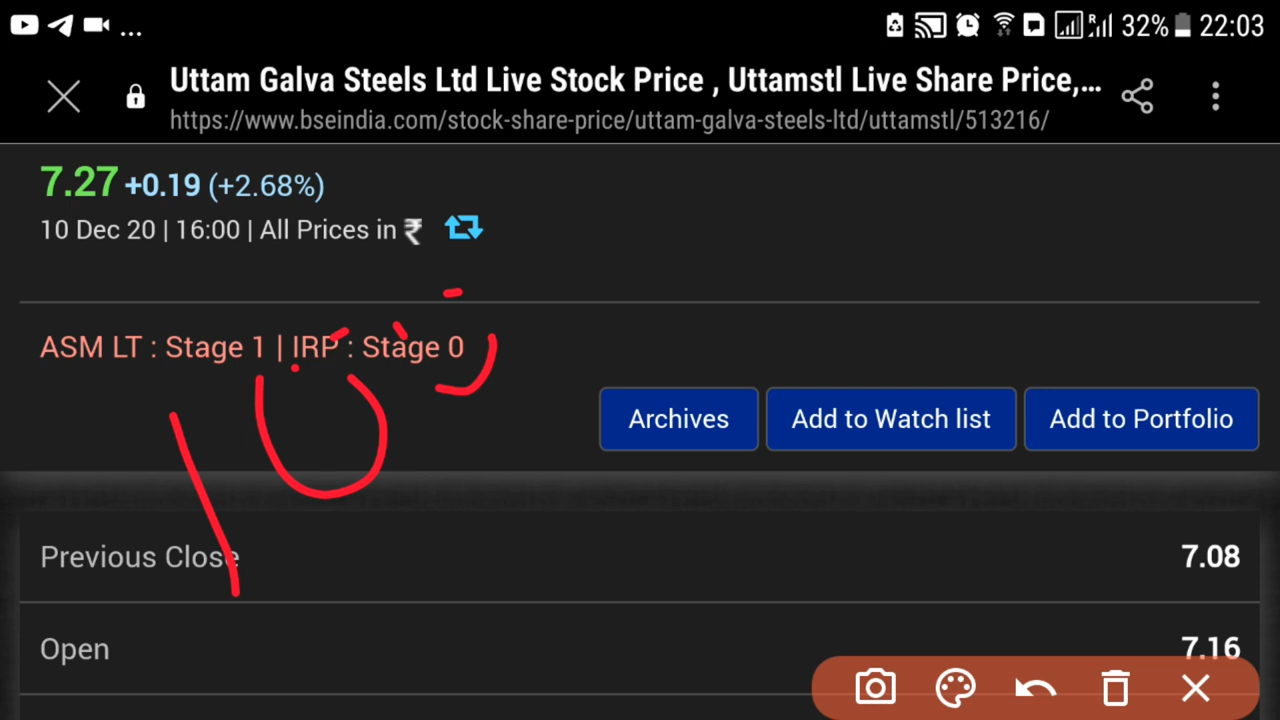 ... 32% 22:03
Uttam Galva Steels Ltd Live Stock Price , Uttamstl Live Share Price,...
https://www.bseindia.com/stock-share-price/uttam-galva-steels-ltd/uttamstl/513216/
7.27 +0.19 (+2.68%)
10 Dec 20 | 16:00 | All Prices in ₹
ASM LT : Stage 1 | IRP : Stage 0
Archives Add to Watch list Add to Portfolio
Previous Close 7.08
Open 7.16